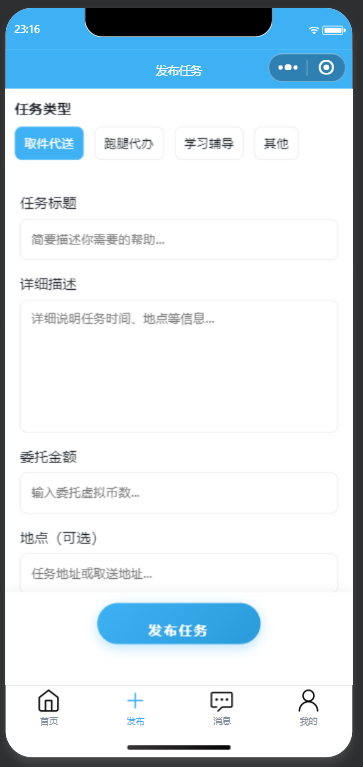 23:16
发布任务
任务类型
取件代送 跑腿代办 学习辅导 其他
任务标题
简要描述你需要的帮助...
详细描述
详细说明任务时间、地点等信息...
委托金额
输入委托虚拟币数...
地点（可选）
任务地址或取送地址...
发布任务
首页 发布 消息 我的